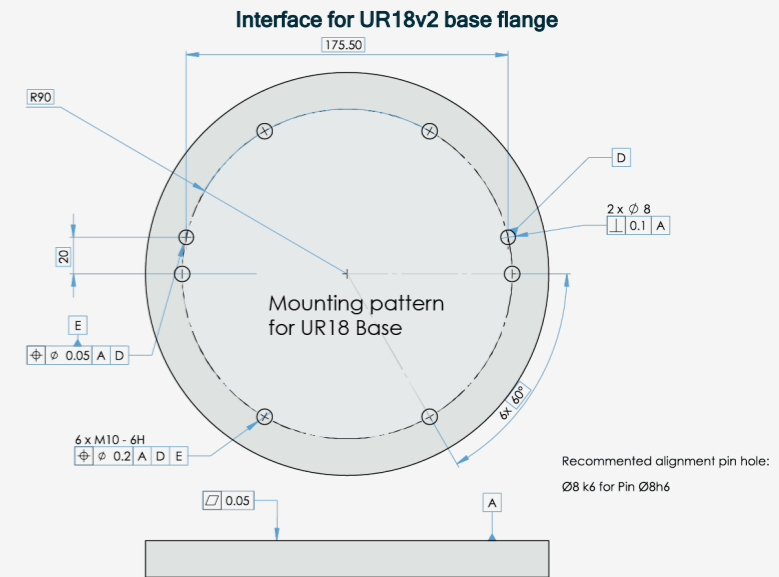 Interface for UR18v2 base flange
175.50
R90
D
2 x ∅ 8
⊥ 0.1 A
20
Mounting pattern
for UR18 Base
E
⌖ ∅ 0.05 A D
6x 60°
6 x M10 - 6H
⌖ ∅ 0.2 A D E
Recommented alignment pin hole:
Ø8 k6 for Pin Ø8h6
⏥ 0.05
A